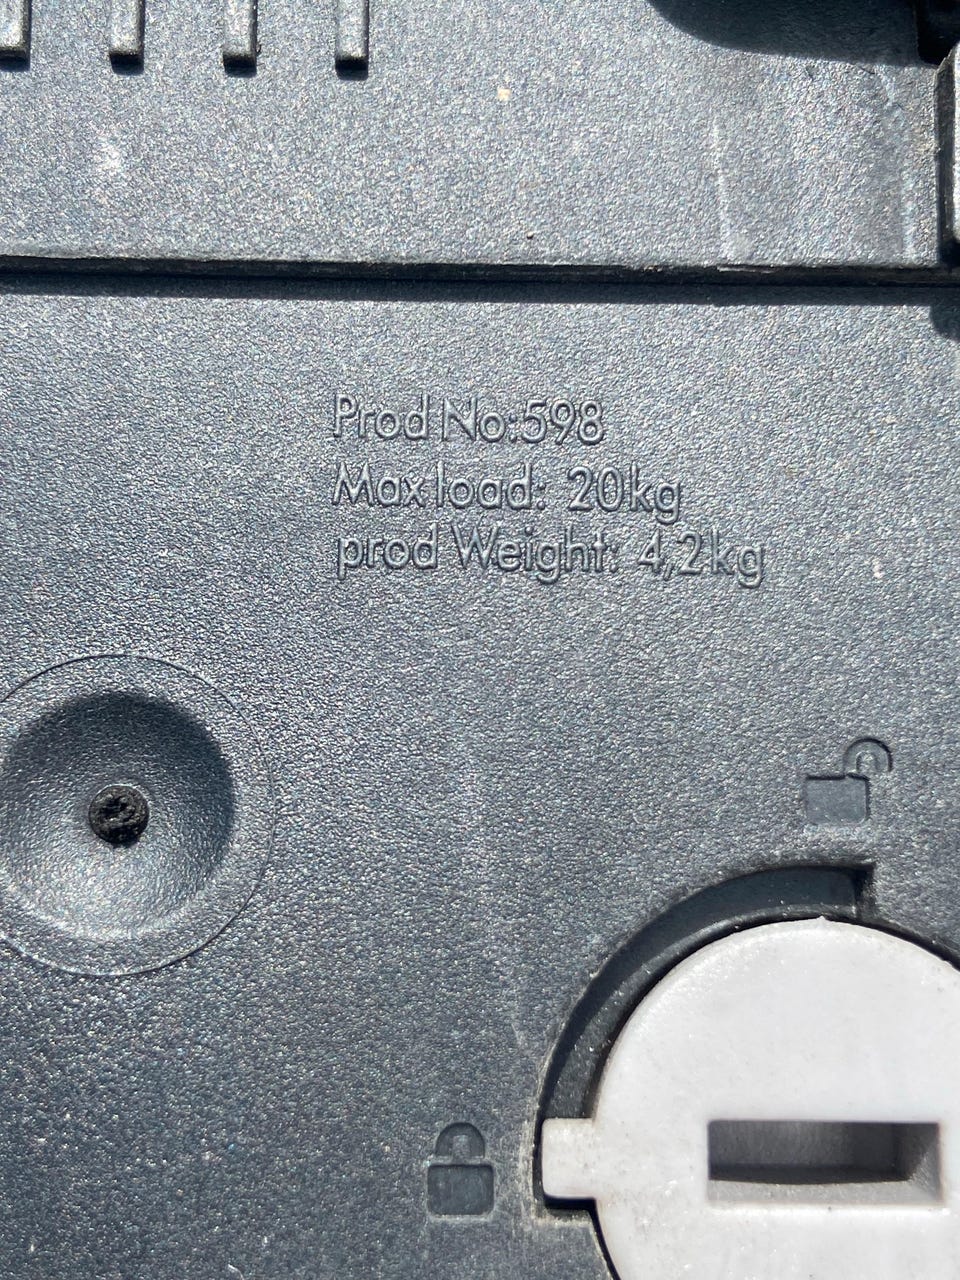 Prod No:598
Max load: 20kg
prod Weight: 4,2kg